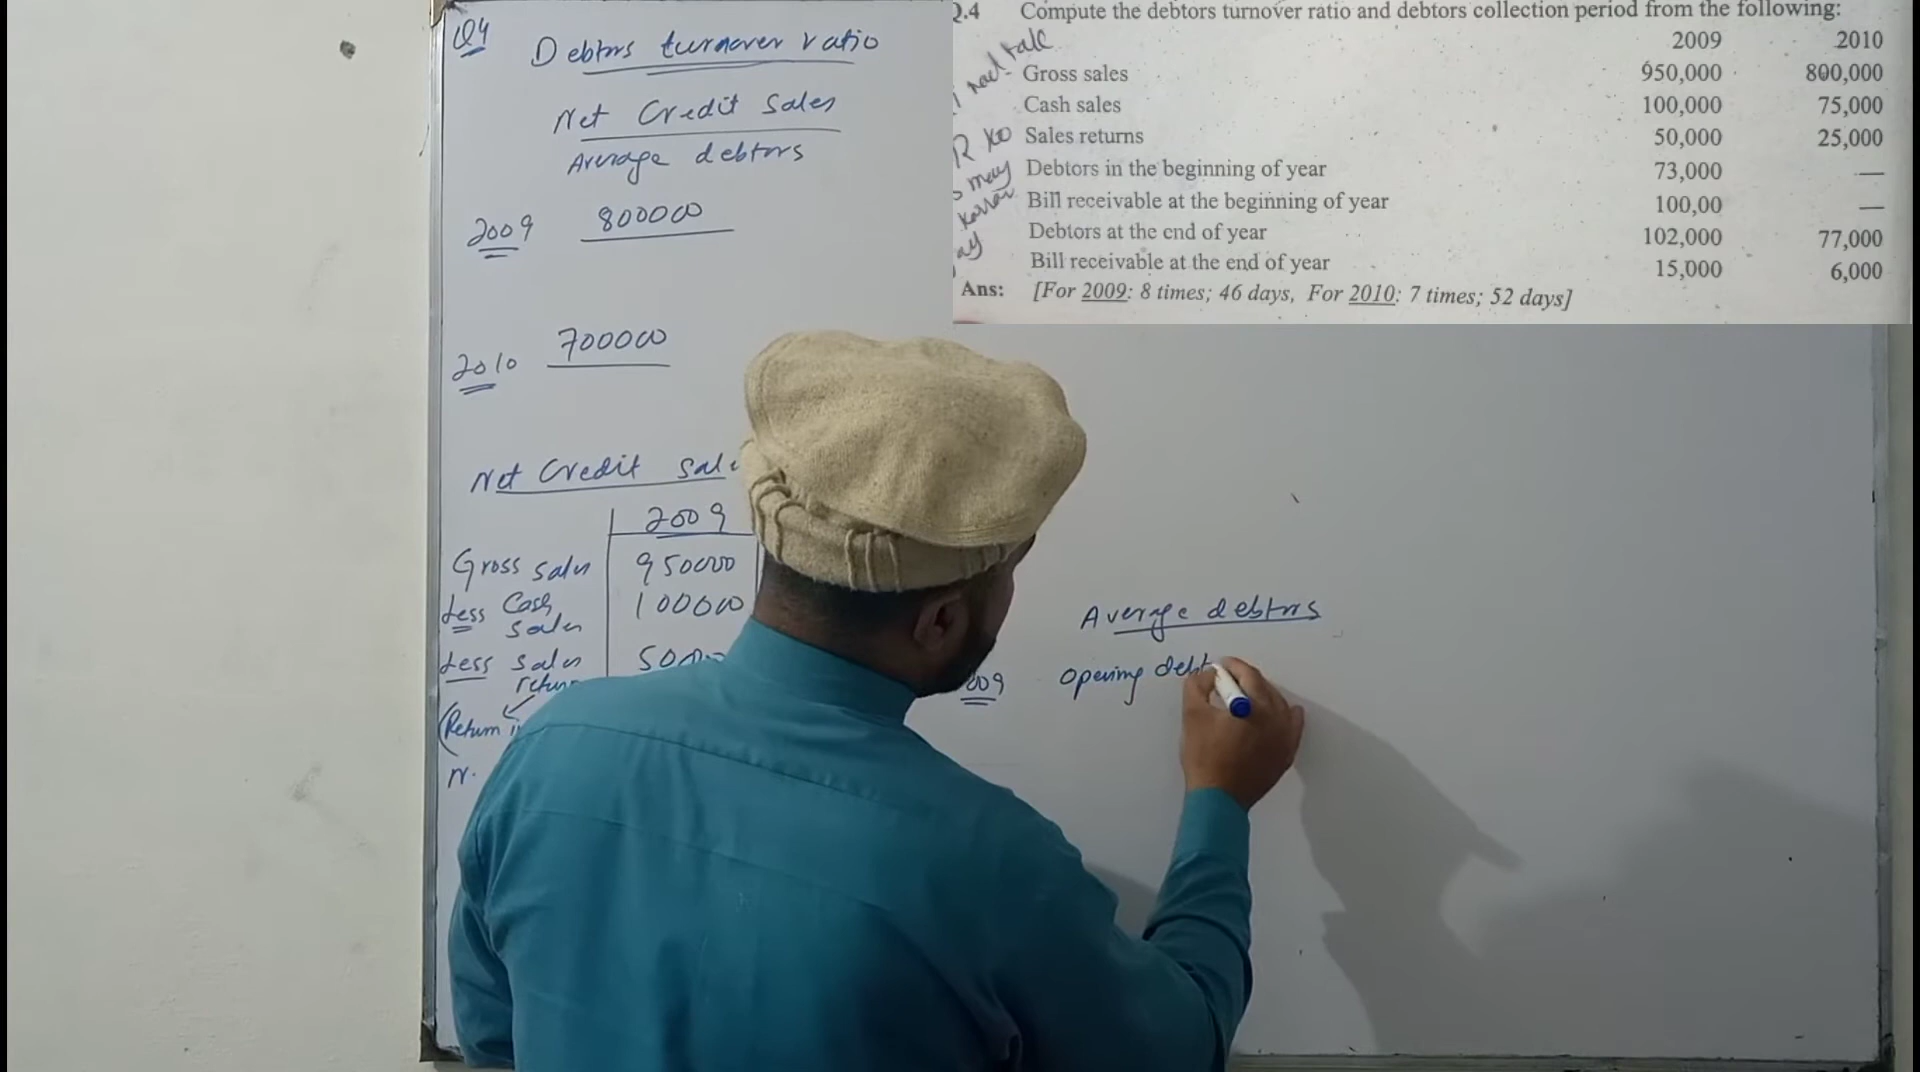 Q4
Debtors turnover ratio
Net Credit Sales
Average debtors
2009 800000
2010 700000
Net Credit Sal
2009
Gross sales 950000
Less Cash sales 100000
Less sales return 5000
(Return i
N.
Average debtors
009 Opening debt
Q.4 Compute the debtors turnover ratio and debtors collection period from the following:
2009 2010
Gross sales 950,000 800,000
Cash sales 100,000 75,000
Sales returns 50,000 25,000
Debtors in the beginning of year 73,000 —
Bill receivable at the beginning of year 100,00 —
Debtors at the end of year 102,000 77,000
Bill receivable at the end of year 15,000 6,000
Ans: [For 2009: 8 times; 46 days, For 2010: 7 times; 52 days]
may